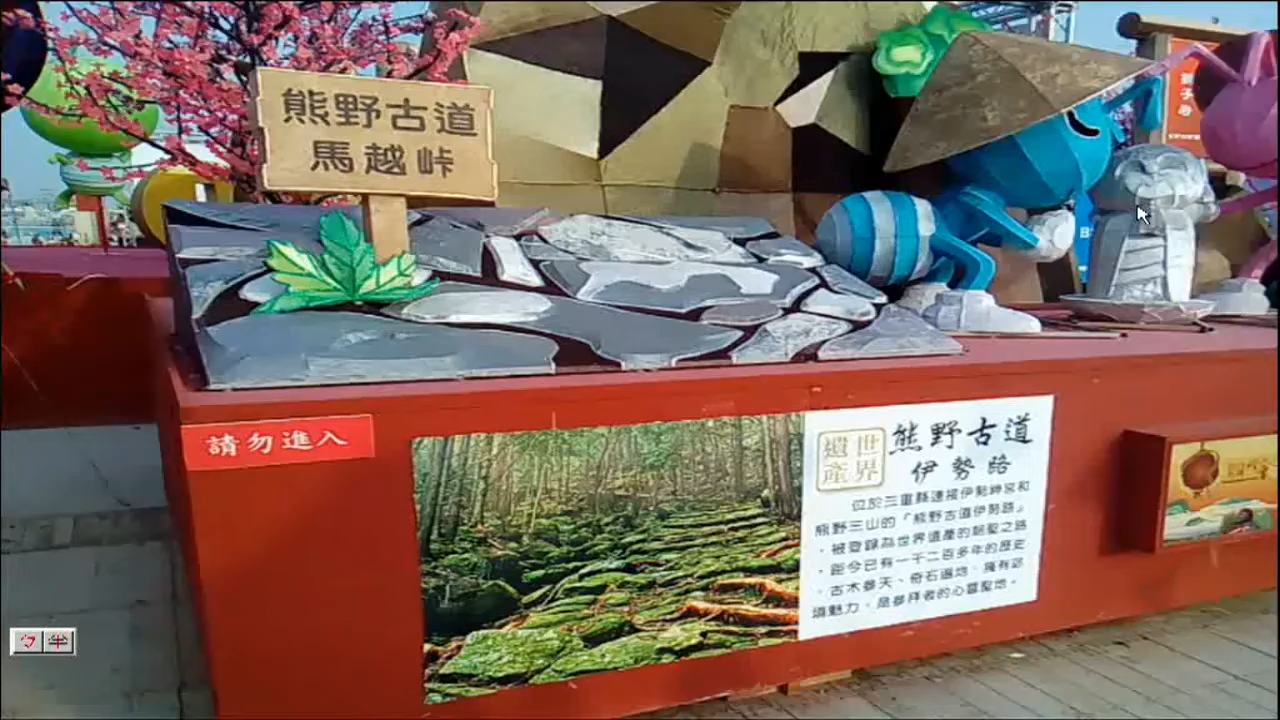 熊野古道
馬越峠
請勿進入
世界
遺產
熊野古道
伊勢路
位於三重縣連接伊勢神宮和
熊野三山的「熊野古道伊勢路」
,被登錄為世界遺產的朝聖之路
,距今已有一千二百多年的歷史
,古木參天、奇石遍地,擁有
魅力,是參拜者的心靈聖地。
ㄅ半